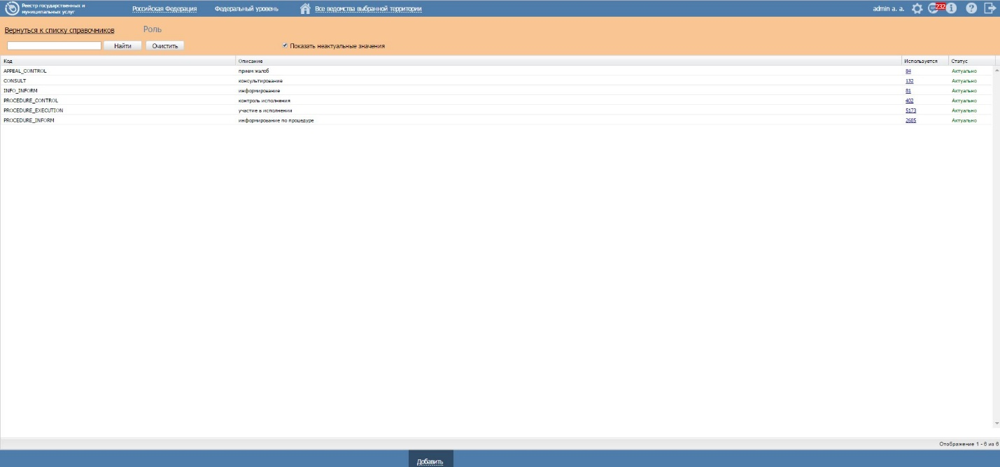 Реестр государственных и
муниципальных услуг
Российская Федерация Федеральный уровень Все ведомства выбранной территории admin a. a. 232
Вернуться к списку справочников Роль
Найти Очистить Показать неактуальные значения
Код Описание Используется Статус
APPEAL_CONTROL прием жалоб 84 Актуально
CONSULT консультирование 132 Актуально
INFO_INFORM информирование 81 Актуально
PROCEDURE_CONTROL контроль исполнения 402 Актуально
PROCEDURE_EXECUTION участие в исполнении 5173 Актуально
PROCEDURE_INFORM информирование по процедуре 2685 Актуально
Отображение 1 - 6 из 6
Добавить